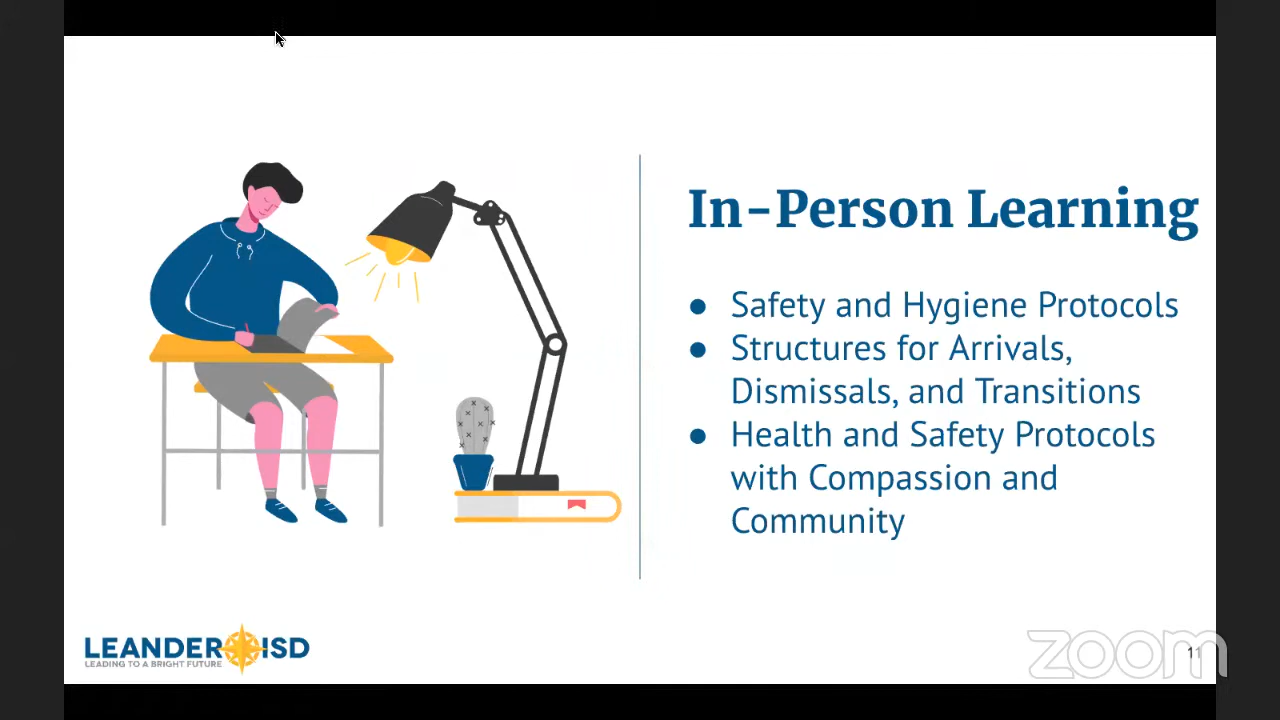 In-Person Learning
● Safety and Hygiene Protocols
● Structures for Arrivals,
Dismissals, and Transitions
● Health and Safety Protocols
with Compassion and
Community
LEANDER ISD
LEADING TO A BRIGHT FUTURE
zoom
11